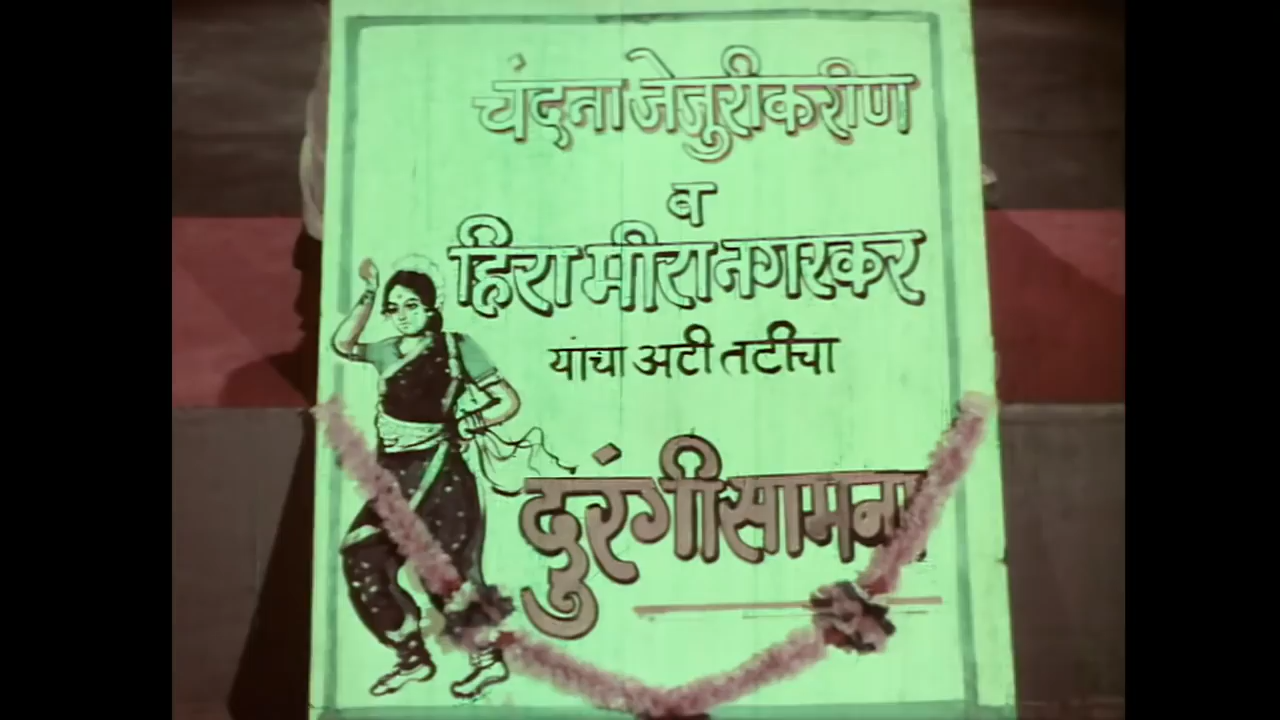 चंदना जेजुरीकरीण
व
हिरा मीरा नगरकर
यांचा अटी तटीचा
दुरंगी सामना